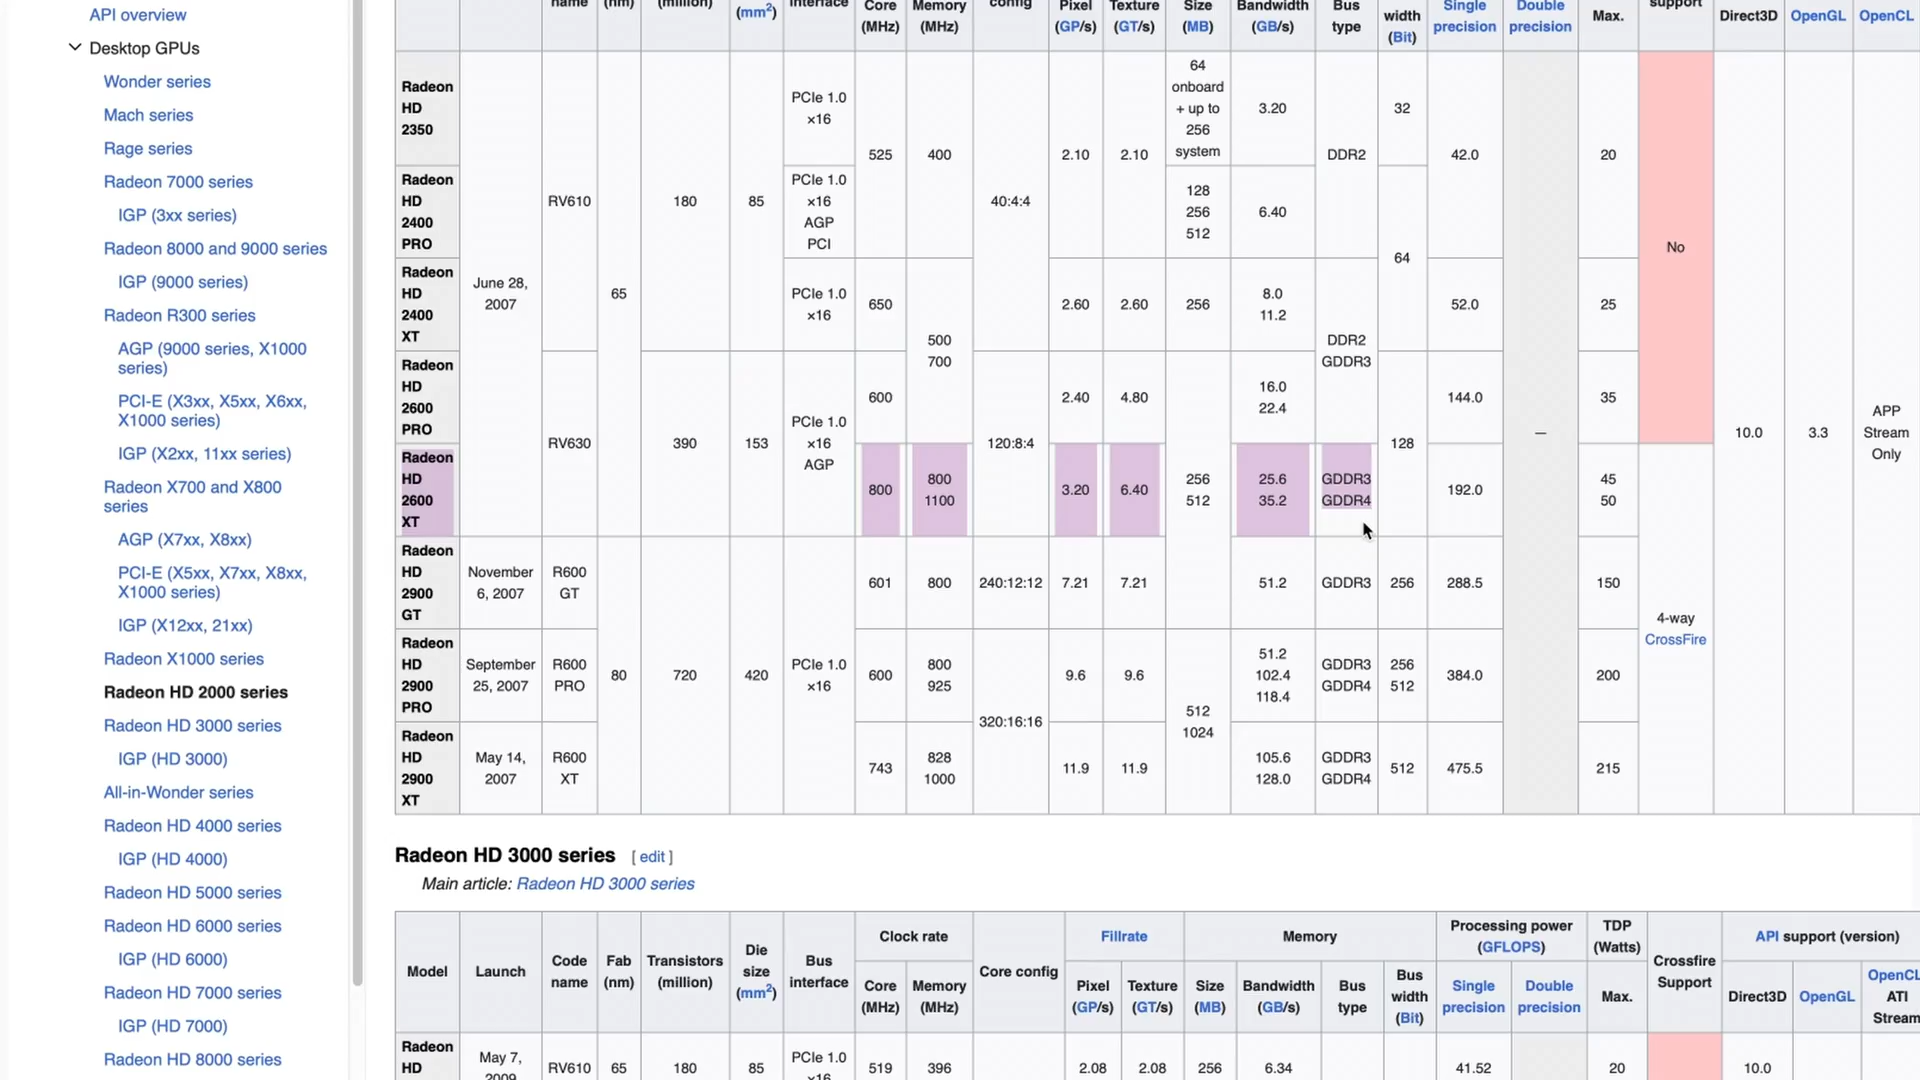 API overview
Desktop GPUs
Wonder series
Mach series
Rage series
Radeon 7000 series
IGP (3xx series)
Radeon 8000 and 9000 series
IGP (9000 series)
Radeon R300 series
AGP (9000 series, X1000
series)
PCI-E (X3xx, X5xx, X6xx,
X1000 series)
IGP (X2xx, 11xx series)
Radeon X700 and X800
series
AGP (X7xx, X8xx)
PCI-E (X5xx, X7xx, X8xx,
X1000 series)
IGP (X12xx, 21xx)
Radeon X1000 series
Radeon HD 2000 series
Radeon HD 3000 series
IGP (HD 3000)
All-in-Wonder series
Radeon HD 4000 series
IGP (HD 4000)
Radeon HD 5000 series
Radeon HD 6000 series
IGP (HD 6000)
Radeon HD 7000 series
IGP (HD 7000)
Radeon HD 8000 series
name
(nm)
(million)
(mm2)
interface
Core
(MHz)
Memory
(MHz)
config
Pixel
(GP/s)
Texture
(GT/s)
Size
(MB)
Bandwidth
(GB/s)
Bus
type
width
(Bit)
Single
precision
Double
precision
Max.
support
Direct3D
OpenGL
OpenCL
Radeon
HD
2350
June 28,
2007
RV610
65
180
85
PCIe 1.0
×16
525
400
40:4:4
2.10
2.10
64
onboard
+ up to
256
system
3.20
DDR2
32
42.0
—
20
No
10.0
3.3
APP
Stream
Only
Radeon
HD
2400
PRO
PCIe 1.0
×16
AGP
PCI
128
256
512
6.40
64
Radeon
HD
2400
XT
PCIe 1.0
×16
650
500
700
2.60
2.60
256
8.0
11.2
DDR2
GDDR3
52.0
25
Radeon
HD
2600
PRO
RV630
390
153
PCIe 1.0
×16
AGP
600
120:8:4
2.40
4.80
256
512
16.0
22.4
128
144.0
35
Radeon
HD
2600
XT
800
800
1100
3.20
6.40
25.6
35.2
GDDR3
GDDR4
192.0
45
50
4-way
CrossFire
Radeon
HD
2900
GT
November
6, 2007
R600
GT
80
720
420
PCIe 1.0
×16
601
800
240:12:12
7.21
7.21
51.2
GDDR3
256
288.5
150
Radeon
HD
2900
PRO
September
25, 2007
R600
PRO
600
800
925
320:16:16
9.6
9.6
512
1024
51.2
102.4
118.4
GDDR3
GDDR4
256
512
384.0
200
Radeon
HD
2900
XT
May 14,
2007
R600
XT
743
828
1000
11.9
11.9
105.6
128.0
GDDR3
GDDR4
512
475.5
215
Radeon HD 3000 series [ edit ]
Main article: Radeon HD 3000 series
Model
Launch
Code
name
Fab
(nm)
Transistors
(million)
Die
size
(mm2)
Bus
interface
Clock rate
Core
(MHz)
Memory
(MHz)
Core config
Fillrate
Pixel
(GP/s)
Texture
(GT/s)
Memory
Size
(MB)
Bandwidth
(GB/s)
Bus
type
Bus
width
(Bit)
Processing power
(GFLOPS)
Single
precision
Double
precision
TDP
(Watts)
Max.
Crossfire
Support
API support (version)
Direct3D
OpenGL
OpenCL
ATI
Stream
Radeon
HD
May 7,
2009
RV610
65
180
85
PCIe 1.0
×16
519
396
2.08
2.08
256
6.34
41.52
20
10.0